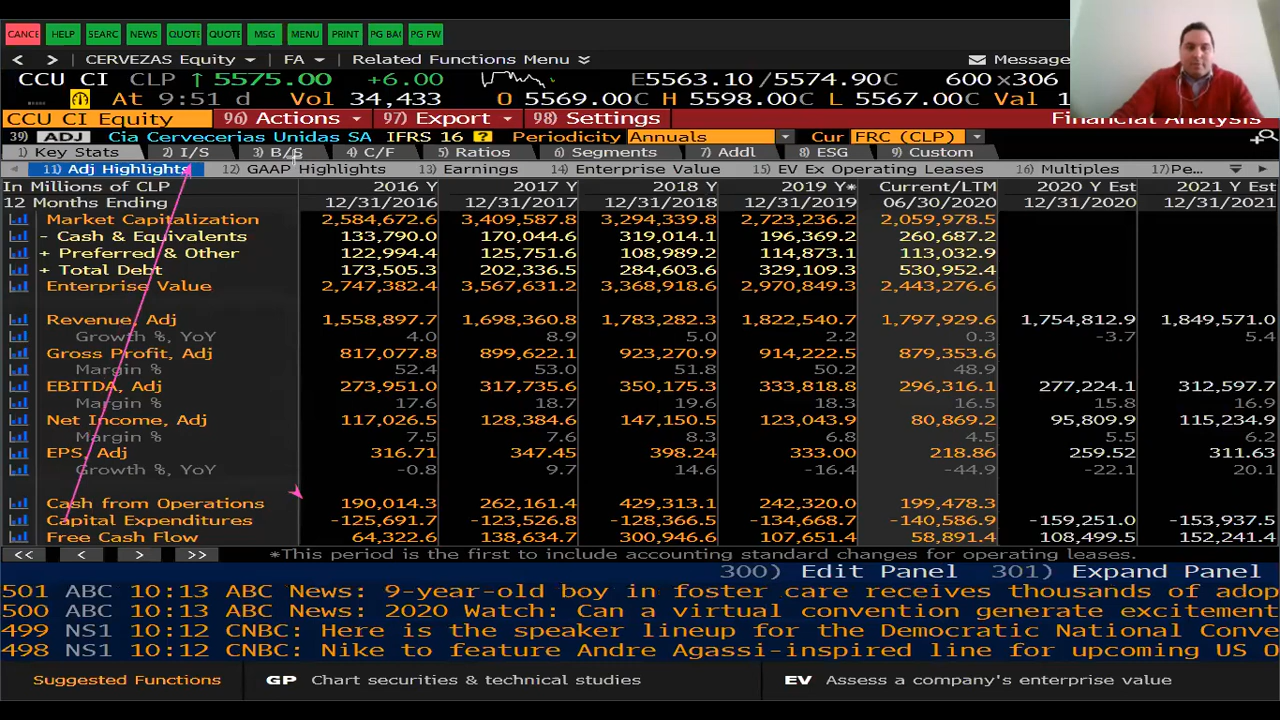 CANCE HELP SEARC NEWS QUOTE QUOTE MSG MENU PRINT PG BAC PG FW
< > CERVEZAS Equity FA Related Functions Menu Message
CCU CI CLP ↑ 5575.00 +6.00 E5563.10 /5574.90C 600 x306
At 9:51 d Vol 34,433 O 5569.00C H 5598.00C L 5567.00C Val 1
CCU CI Equity 96) Actions 97) Export 98) Settings Financial Analysis
39) ADJ Cia Cervecerias Unidas SA IFRS 16 ? Periodicity Annuals Cur FRC (CLP)
1) Key Stats 2) I/S 3) B/S 4) C/F 5) Ratios 6) Segments 7) Addl 8) ESG 9) Custom
11) Adj Highlights 12) GAAP Highlights 13) Earnings 14) Enterprise Value 15) EV Ex Operating Leases 16) Multiples 17) Pe...
In Millions of CLP 2016 Y 2017 Y 2018 Y 2019 Y* Current/LTM 2020 Y Est 2021 Y Est
12 Months Ending 12/31/2016 12/31/2017 12/31/2018 12/31/2019 06/30/2020 12/31/2020 12/31/2021
Market Capitalization 2,584,672.6 3,409,587.8 3,294,339.8 2,723,236.2 2,059,978.5
- Cash & Equivalents 133,790.0 170,044.6 319,014.1 196,369.2 260,687.2
+ Preferred & Other 122,994.4 125,751.6 108,989.2 114,873.1 113,032.9
+ Total Debt 173,505.3 202,336.5 284,603.6 329,109.3 530,952.4
Enterprise Value 2,747,382.4 3,567,631.2 3,368,918.6 2,970,849.3 2,443,276.6
Revenue, Adj 1,558,897.7 1,698,360.8 1,783,282.3 1,822,540.7 1,797,929.6 1,754,812.9 1,849,571.0
Growth %, YoY 4.0 8.9 5.0 2.2 0.3 -3.7 5.4
Gross Profit, Adj 817,077.8 899,622.1 923,270.9 914,222.5 879,353.6
Margin % 52.4 53.0 51.8 50.2 48.9
EBITDA, Adj 273,951.0 317,735.6 350,175.3 333,818.8 296,316.1 277,224.1 312,597.7
Margin % 17.6 18.7 19.6 18.3 16.5 15.8 16.9
Net Income, Adj 117,026.5 128,384.6 147,150.5 123,043.9 80,869.2 95,809.9 115,234.9
Margin % 7.5 7.6 8.3 6.8 4.5 5.5 6.2
EPS, Adj 316.71 347.45 398.24 333.00 218.86 259.52 311.63
Growth %, YoY -0.8 9.7 14.6 -16.4 -44.9 -22.1 20.1
Cash from Operations 190,014.3 262,161.4 429,313.1 242,320.0 199,478.3
Capital Expenditures -125,691.7 -123,526.8 -128,366.5 -134,668.7 -140,586.9 -159,251.0 -153,937.5
Free Cash Flow 64,322.6 138,634.7 300,946.6 107,651.4 58,891.4 108,499.5 152,241.4
<< < > >> *This period is the first to include accounting standard changes for operating leases.
300) Edit Panel 301) Expand Panel
501 ABC 10:13 ABC News: 9-year-old boy in foster care receives thousands of adop
500 ABC 10:13 ABC News: 2020 Watch: Can a virtual convention generate excitement
499 NS1 10:12 CNBC: Here is the speaker lineup for the Democratic National Conve
498 NS1 10:12 CNBC: Nike to feature Andre Agassi-inspired line for upcoming US O
Suggested Functions GP Chart securities & technical studies EV Assess a company's enterprise value